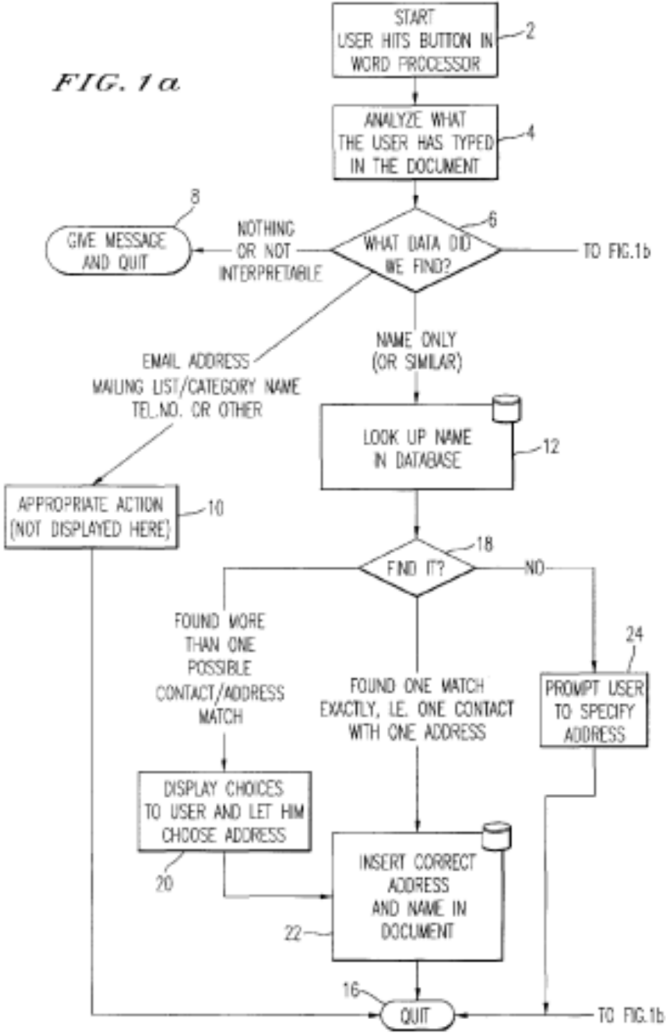 START
USER HITS BUTTON IN
WORD PROCESSOR
2
FIG. 1a
ANALYZE WHAT
THE USER HAS TYPED
IN THE DOCUMENT
4
8
GIVE MESSAGE
AND QUIT
NOTHING
OR NOT
INTERPRETABLE
6
WHAT DATA DID
WE FIND?
TO FIG.1b
EMAIL ADDRESS
MAILING LIST/CATEGORY NAME
TEL.NO. OR OTHER
NAME ONLY
(OR SIMILAR)
LOOK UP NAME
IN DATABASE
12
APPROPRIATE ACTION
(NOT DISPLAYED HERE)
10
18
FIND IT?
NO
FOUND MORE
THAN ONE
POSSIBLE
CONTACT/ADDRESS
MATCH
FOUND ONE MATCH
EXACTLY, I.E. ONE CONTACT
WITH ONE ADDRESS
24
PROMPT USER
TO SPECIFY
ADDRESS
DISPLAY CHOICES
TO USER AND LET HIM
CHOOSE ADDRESS
20
INSERT CORRECT
ADDRESS
AND NAME IN
DOCUMENT
22
16
QUIT
TO FIG.1b